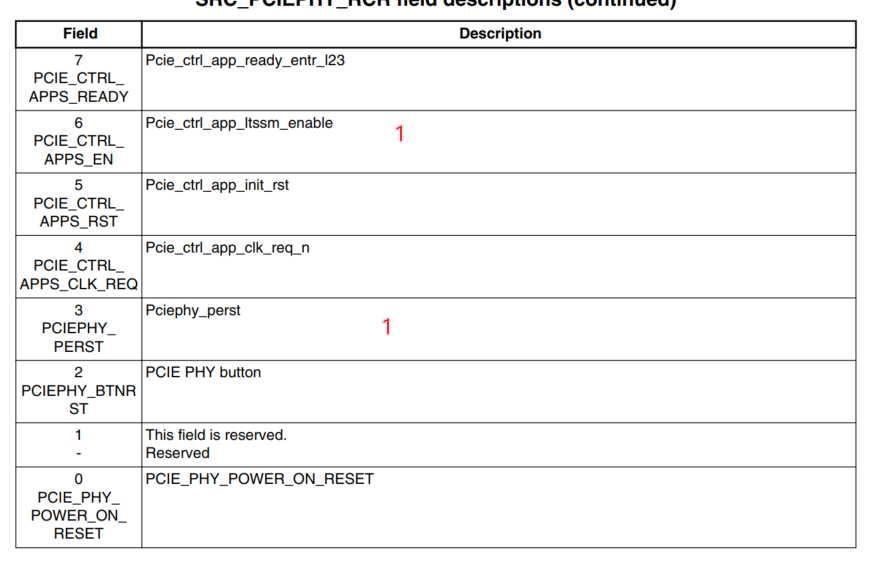 SRC_PCIEPHY_RCR field descriptions (continued)
Field Description
7 Pcie_ctrl_app_ready_entr_l23
PCIE_CTRL_
APPS_READY
6 Pcie_ctrl_app_ltssm_enable
1
PCIE_CTRL_
APPS_EN
5 Pcie_ctrl_app_init_rst
PCIE_CTRL_
APPS_RST
4 Pcie_ctrl_app_clk_req_n
PCIE_CTRL_
APPS_CLK_REQ
3 Pciephy_perst
1
PCIEPHY_
PERST
2 PCIE PHY button
PCIEPHY_BTNR
ST
1 This field is reserved.
- Reserved
0 PCIE_PHY_POWER_ON_RESET
PCIE_PHY_
POWER_ON_
RESET